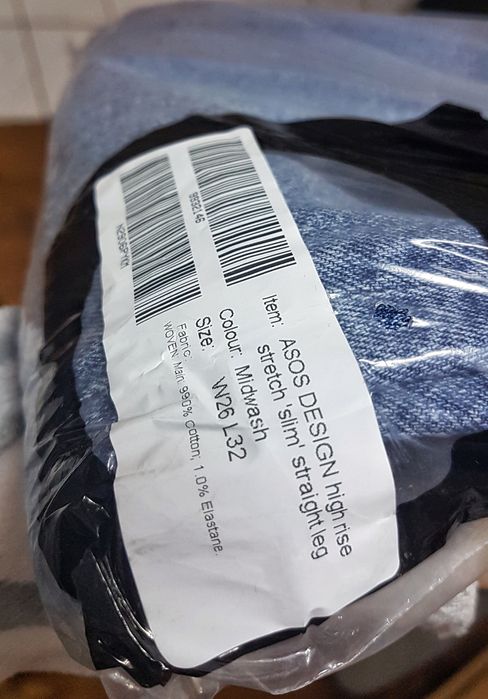 Item: ASOS DESIGN high rise
stretch 'slim' straight leg
Colour: Midwash
Size: W26 L32
Fabric:
WOVEN: Main: 99.0% Cotton, 1.0% Elastane.